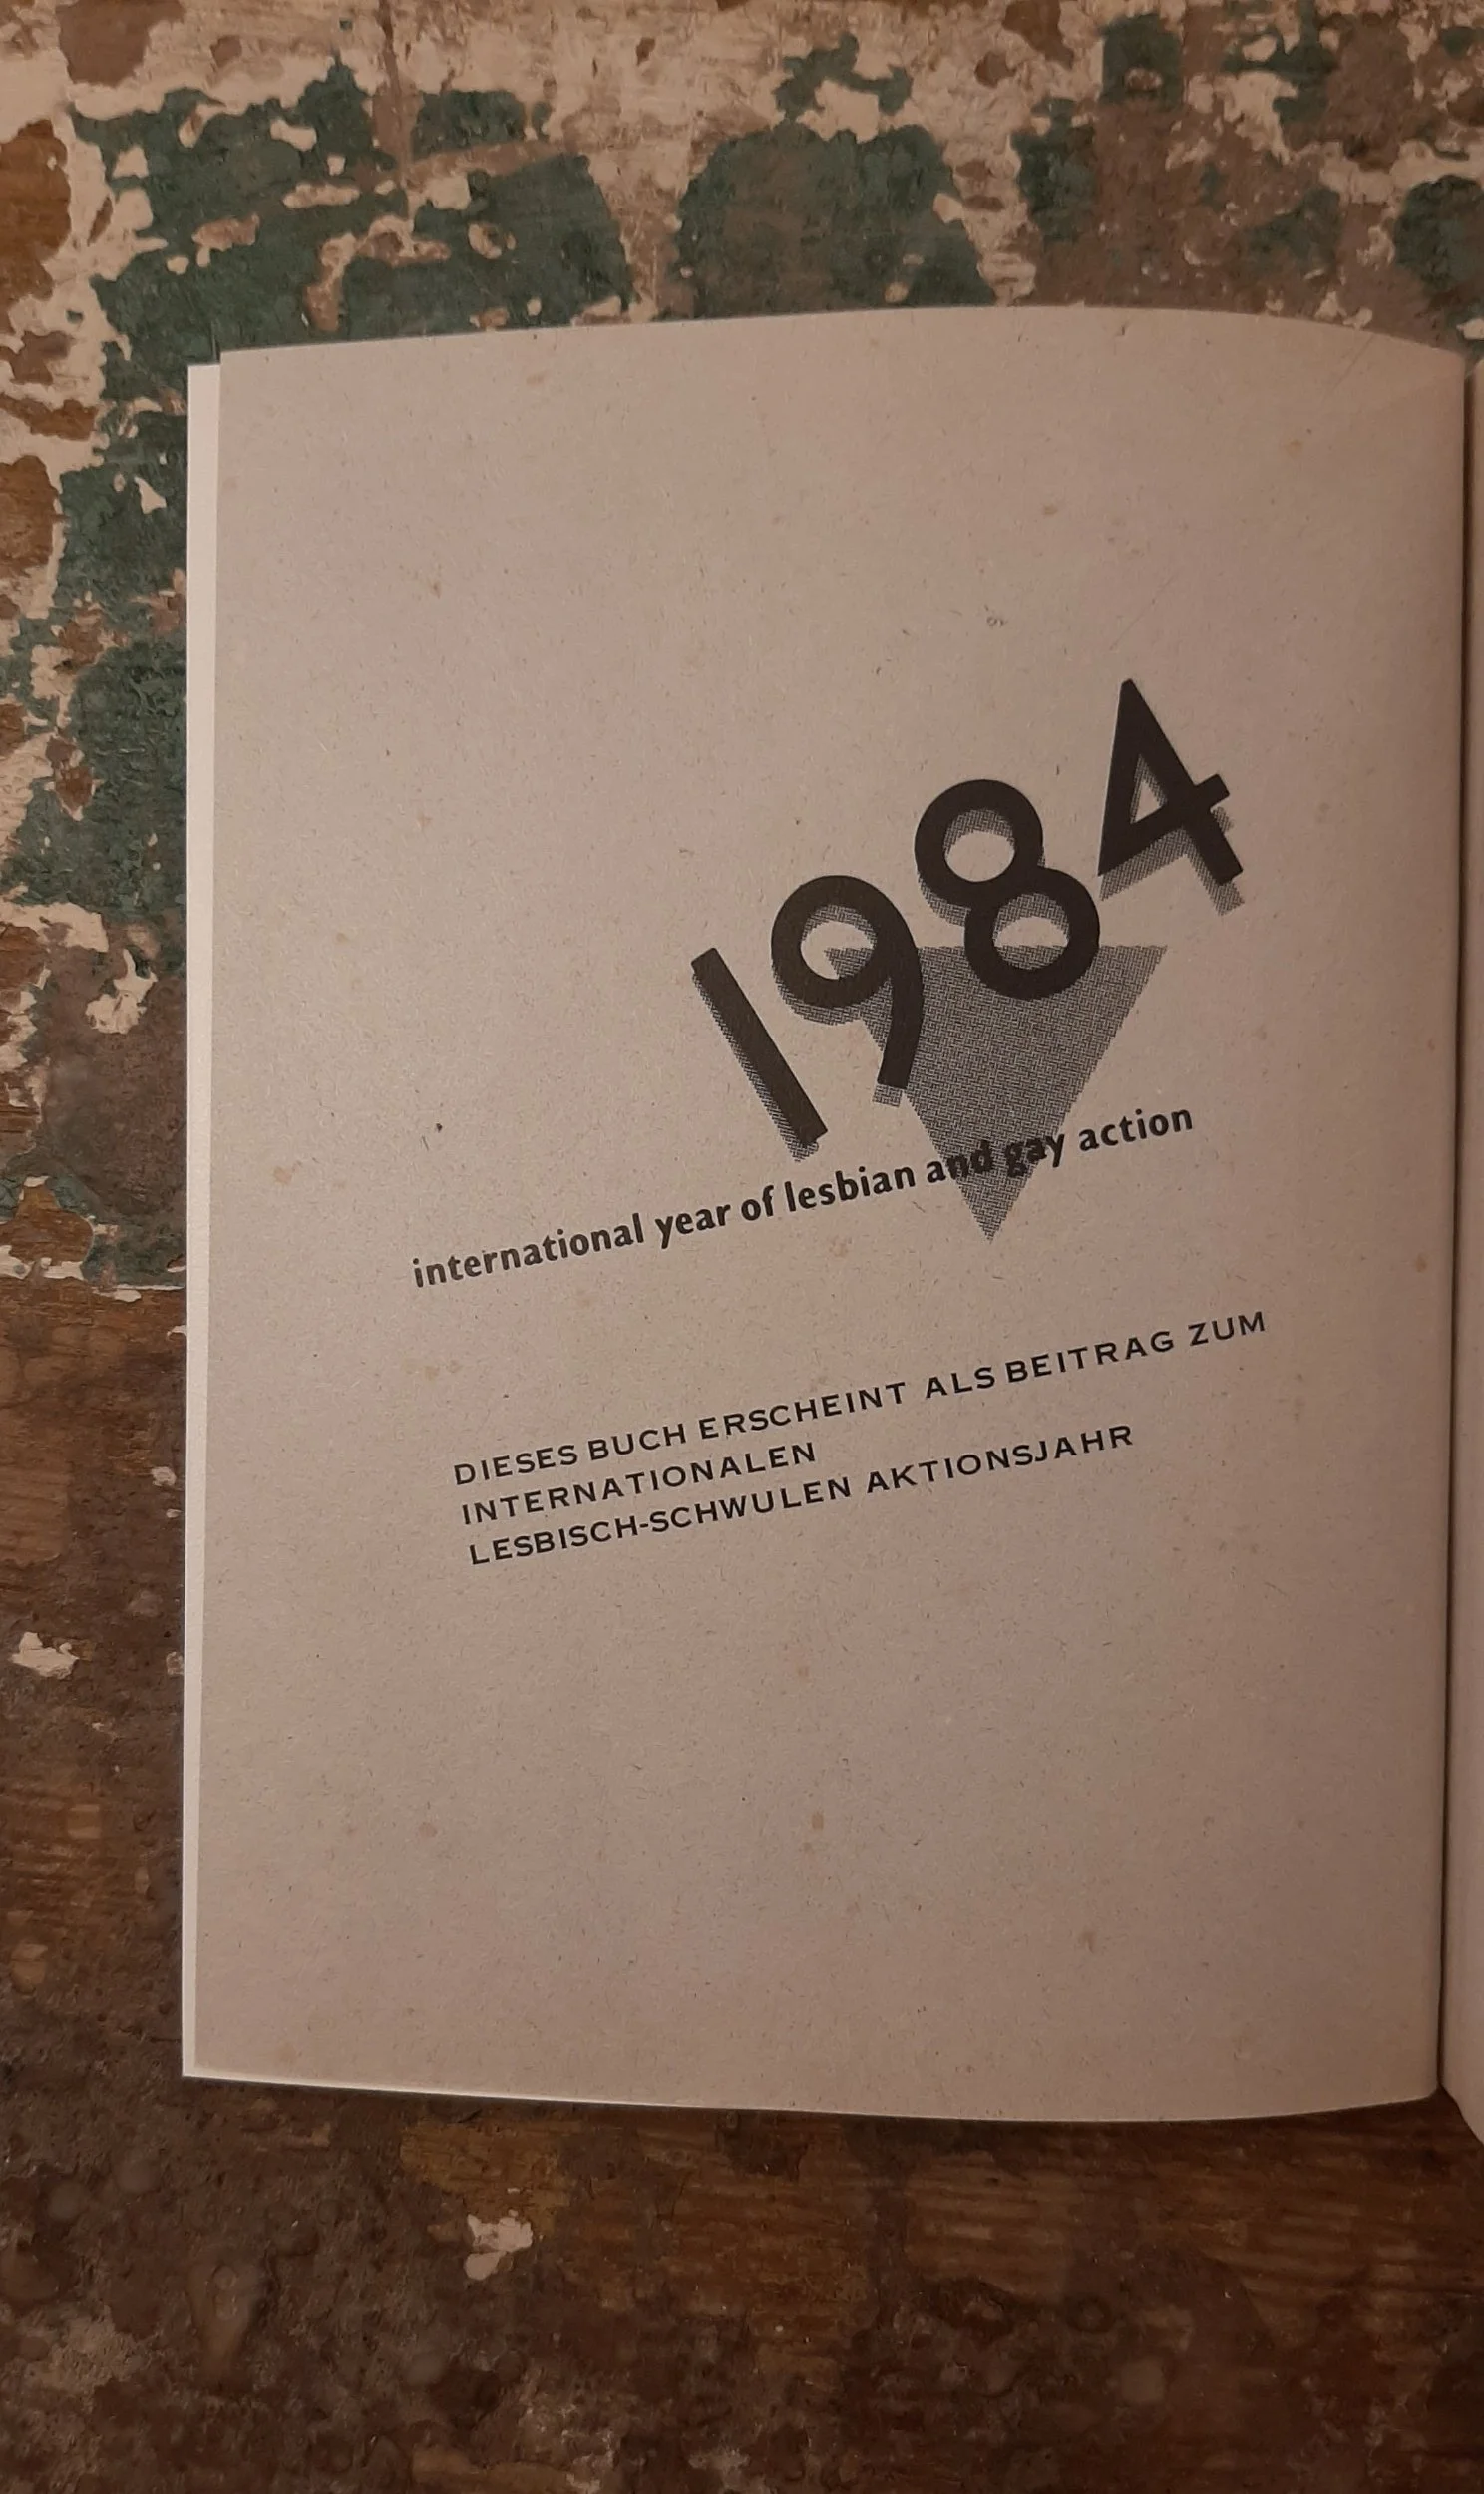 1984
international year of lesbian and gay action
DIESES BUCH ERSCHEINT ALS BEITRAG ZUM
INTERNATIONALEN
LESBISCH-SCHWULEN AKTIONSJAHR